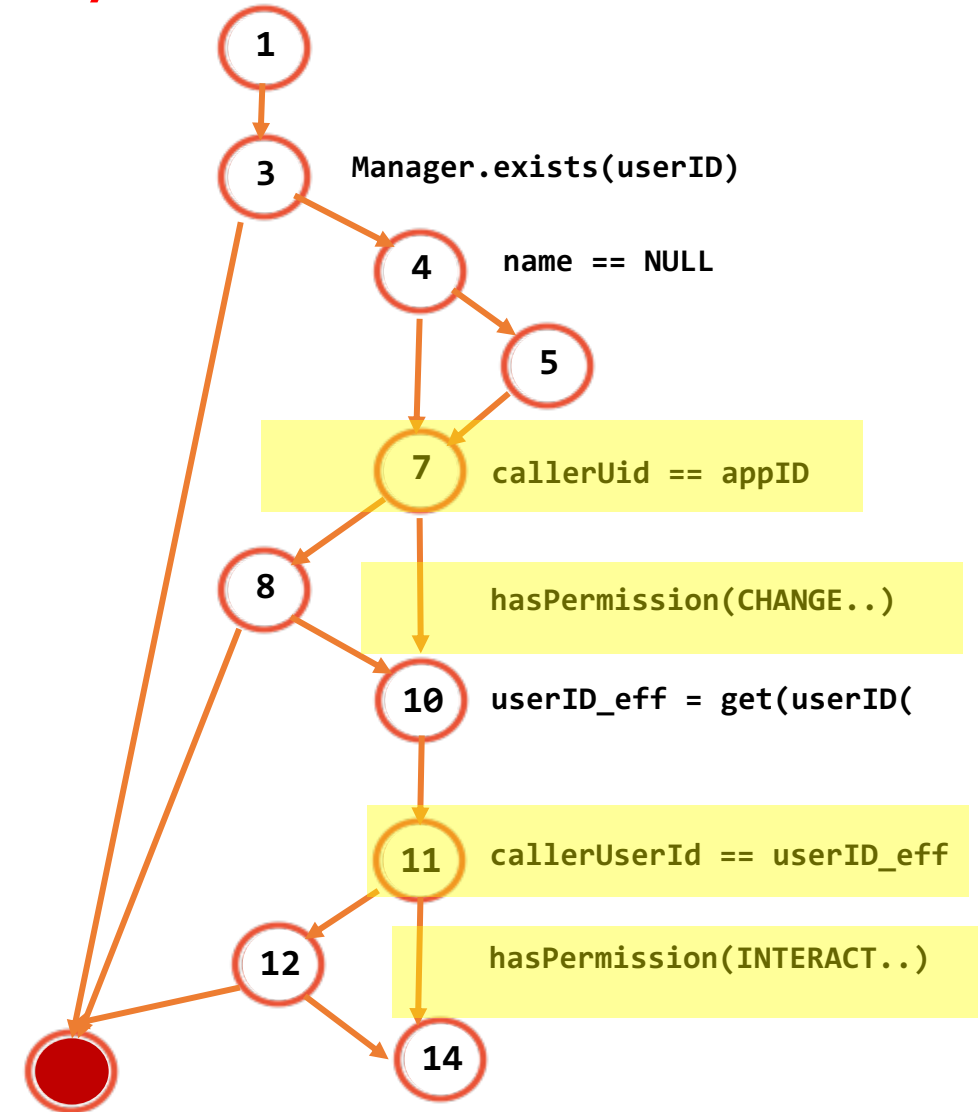 1
3 Manager.exists(userID)
4 name == NULL
5
7 callerUid == appID
8 hasPermission(CHANGE..)
10 userID_eff = get(userID(
11 callerUserId == userID_eff
12 hasPermission(INTERACT..)
14